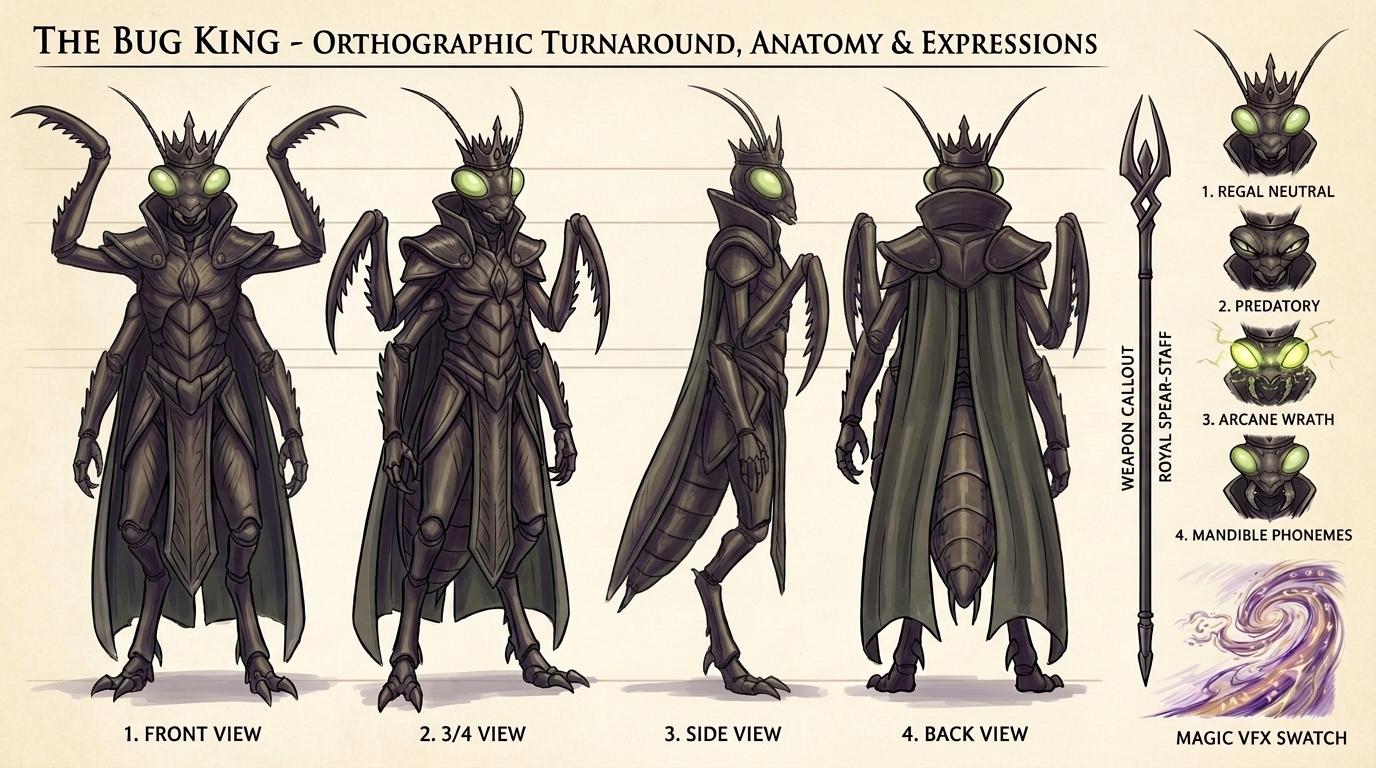 THE BUG KING - ORTHOGRAPHIC TURNAROUND, ANATOMY & EXPRESSIONS
1. FRONT VIEW
2. 3/4 VIEW
3. SIDE VIEW
4. BACK VIEW
WEAPON CALLOUT
ROYAL SPEAR-STAFF
1. REGAL NEUTRAL
2. PREDATORY
3. ARCANE WRATH
4. MANDIBLE PHONEMES
MAGIC VFX SWATCH